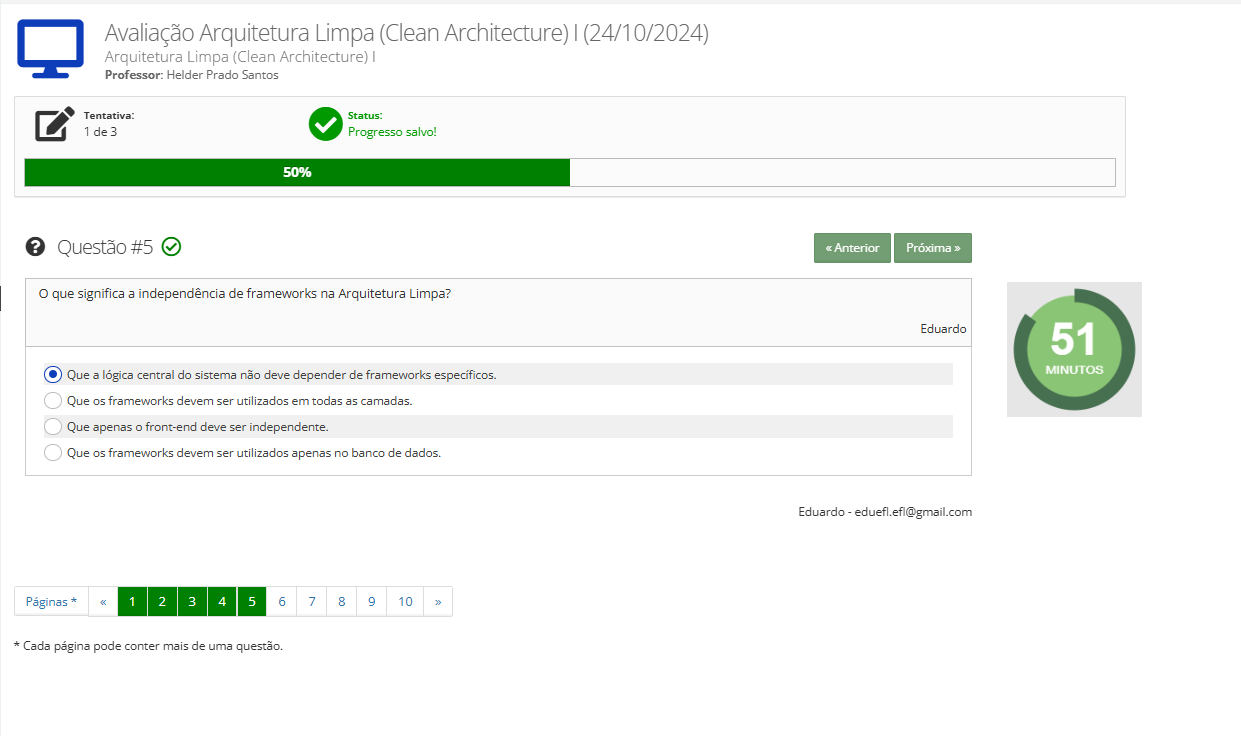 Avaliação Arquitetura Limpa (Clean Architecture) I (24/10/2024)
Arquitetura Limpa (Clean Architecture) I
Professor: Helder Prado Santos
Tentativa:
1 de 3
Status:
Progresso salvo!
50%
Questão #5
« Anterior
Próxima »
O que significa a independência de frameworks na Arquitetura Limpa?
Eduardo
51
MINUTOS
Que a lógica central do sistema não deve depender de frameworks específicos.
Que os frameworks devem ser utilizados em todas as camadas.
Que apenas o front-end deve ser independente.
Que os frameworks devem ser utilizados apenas no banco de dados.
Eduardo - eduefl.efl@gmail.com
Páginas * « 1 2 3 4 5 6 7 8 9 10 »
* Cada página pode conter mais de uma questão.